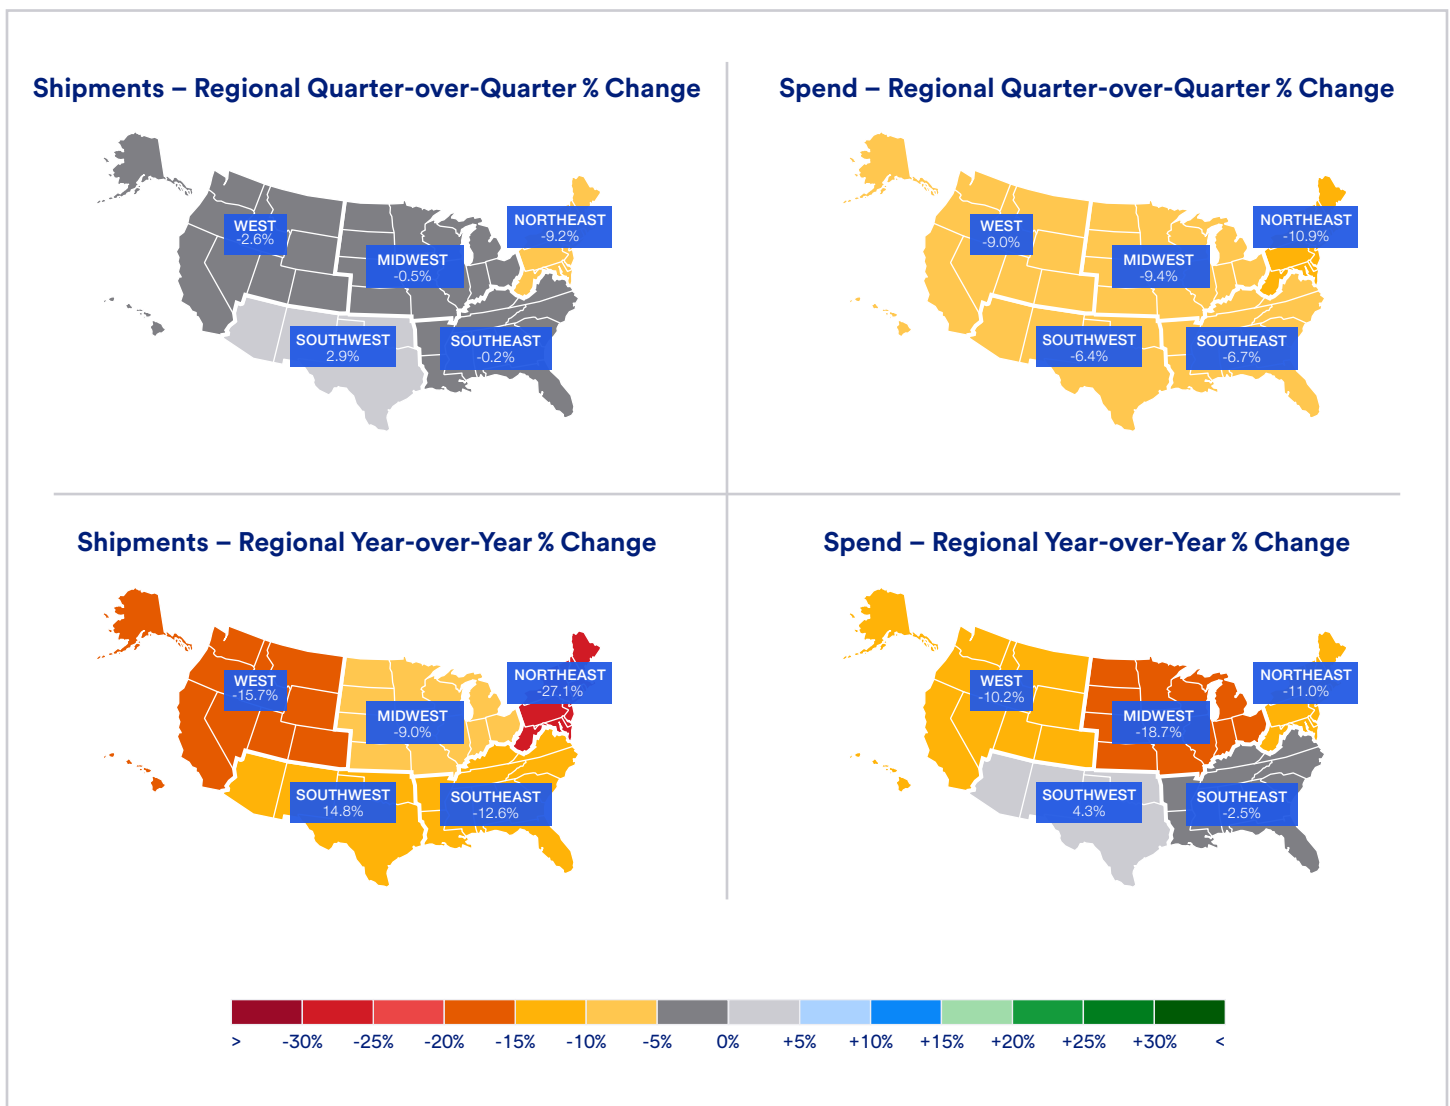 Shipments – Regional Quarter-over-Quarter % Change
WEST
-2.6%
MIDWEST
-0.5%
NORTHEAST
-9.2%
SOUTHWEST
2.9%
SOUTHEAST
-0.2%
Spend – Regional Quarter-over-Quarter % Change
WEST
-9.0%
MIDWEST
-9.4%
NORTHEAST
-10.9%
SOUTHWEST
-6.4%
SOUTHEAST
-6.7%
Shipments – Regional Year-over-Year % Change
WEST
-15.7%
MIDWEST
-9.0%
NORTHEAST
-27.1%
SOUTHWEST
14.8%
SOUTHEAST
-12.6%
Spend – Regional Year-over-Year % Change
WEST
-10.2%
MIDWEST
-18.7%
NORTHEAST
-11.0%
SOUTHWEST
4.3%
SOUTHEAST
-2.5%
> -30% -25% -20% -15% -10% -5% 0% +5% +10% +15% +20% +25% +30% <